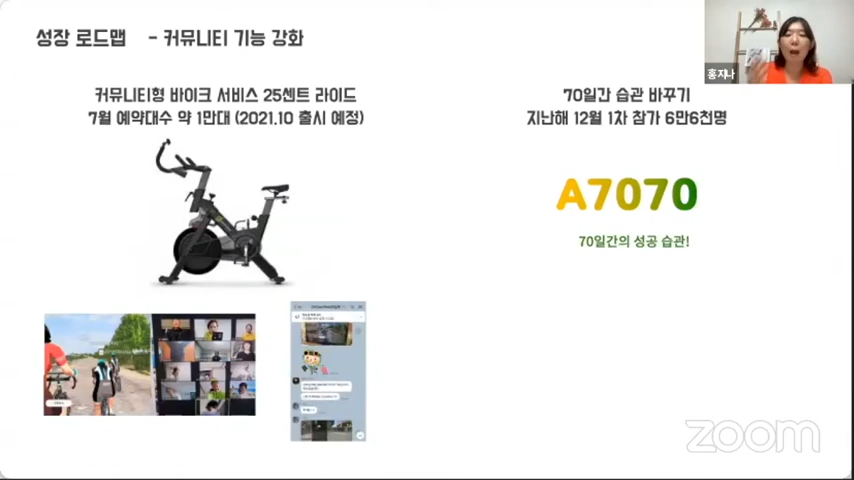 성장 로드맵 - 커뮤니티 기능 강화
홍지나
커뮤니티형 바이크 서비스 25센트 라이드
7월 예약대수 약 1만대 (2021.10 출시 예정)
70일간 습관 바꾸기
지난해 12월 1차 참가 6만6천명
A7070
70일간의 성공 습관!
zoom